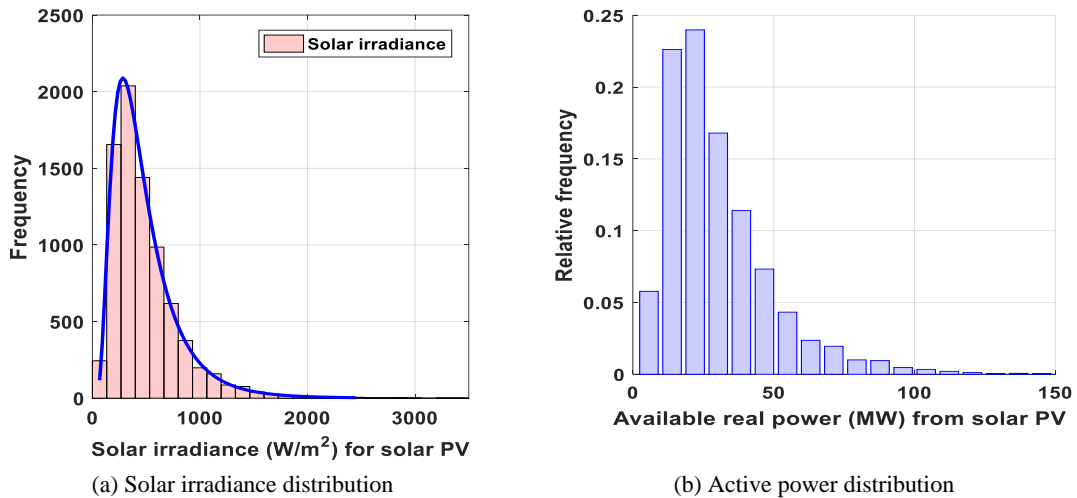 2500
2000
1500
1000
500
0
Frequency
Solar irradiance
0 1000 2000 3000
Solar irradiance (W/m²) for solar PV
(a) Solar irradiance distribution
0.25
0.2
0.15
0.1
0.05
0
Relative frequency
0 50 100 150
Available real power (MW) from solar PV
(b) Active power distribution